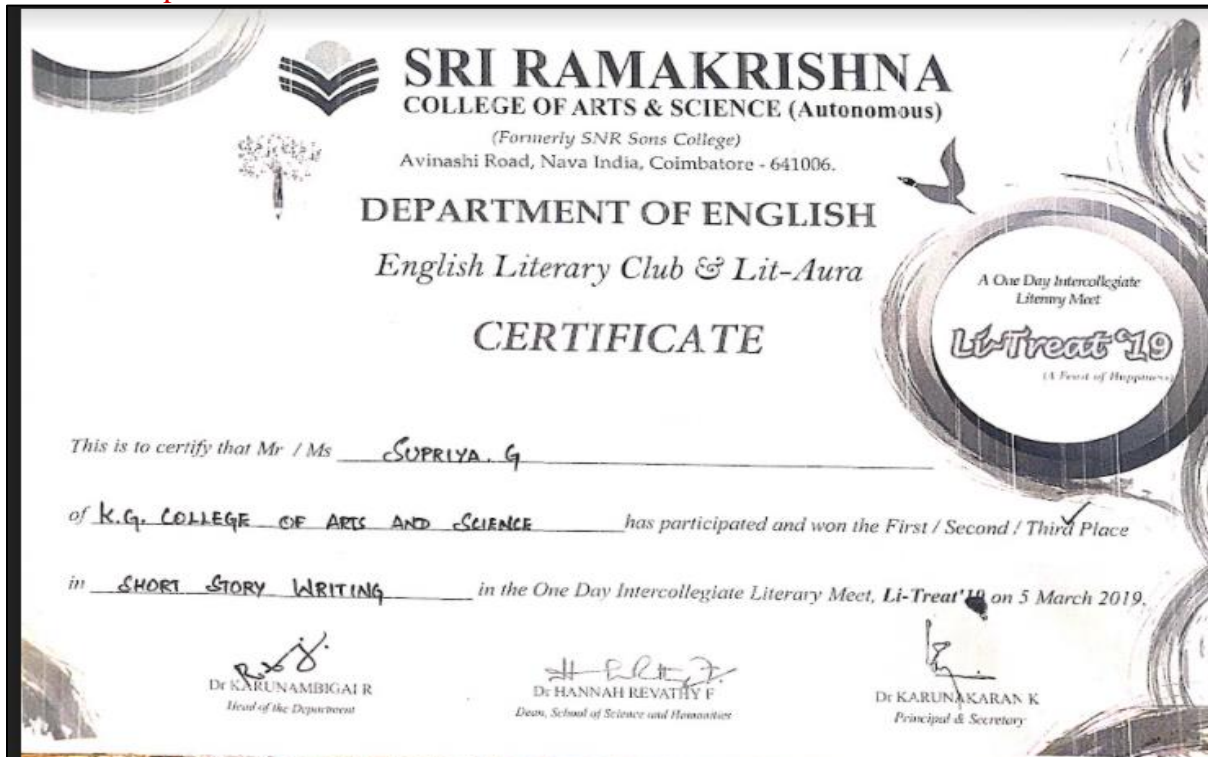 SRI RAMAKRISHNA
COLLEGE OF ARTS & SCIENCE (Autonomous)
(Formerly SNR Sons College)
Avinashi Road, Nava India, Coimbatore - 641006.
DEPARTMENT OF ENGLISH
English Literary Club & Lit-Aura
CERTIFICATE
A One Day Intercollegiate
Literary Meet
Li-Treat '19
(A Feast of Happiness)
This is to certify that Mr / Ms SUPRIYA. G
of K.G. COLLEGE OF ARTS AND SCIENCE has participated and won the First / Second / Third Place
in SHORT STORY WRITING in the One Day Intercollegiate Literary Meet, Li-Treat'19 on 5 March 2019.
Dr KARUNAMBIGAI R
Head of the Department
Dr HANNAH REVATHY F
Dean, School of Science and Humanities
Dr KARUNAKARAN K
Principal & Secretary